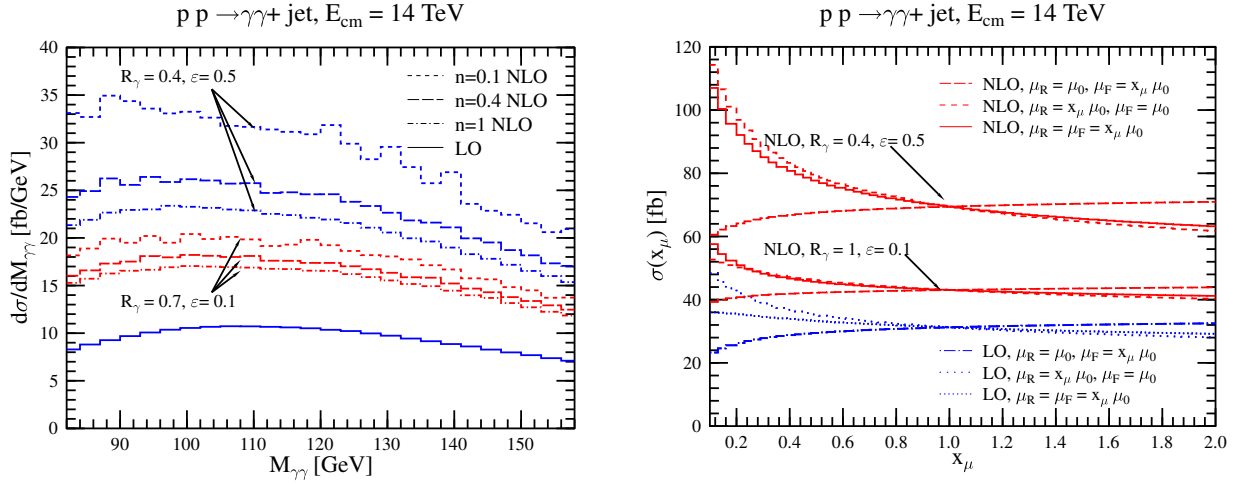 p p →γγ+ jet, E_cm = 14 TeV
40
35
30
25
20
15
10
5
0
dσ/dM_γγ [fb/GeV]
R_γ = 0.4, ε= 0.5
n=0.1 NLO
n=0.4 NLO
n=1 NLO
LO
R_γ = 0.7, ε= 0.1
90 100 110 120 130 140 150
M_γγ [GeV]
p p →γγ+ jet, E_cm = 14 TeV
120
100
80
60
40
20
0
σ(x_μ) [fb]
NLO, μ_R = μ_0, μ_F = x_μ μ_0
NLO, μ_R = x_μ μ_0, μ_F = μ_0
NLO, μ_R = μ_F = x_μ μ_0
NLO, R_γ = 0.4, ε = 0.5
NLO, R_γ = 1, ε = 0.1
LO, μ_R = μ_0, μ_F = x_μ μ_0
LO, μ_R = x_μ μ_0, μ_F = μ_0
LO, μ_R = μ_F = x_μ μ_0
0.2 0.4 0.6 0.8 1.0 1.2 1.4 1.6 1.8 2.0
x_μ